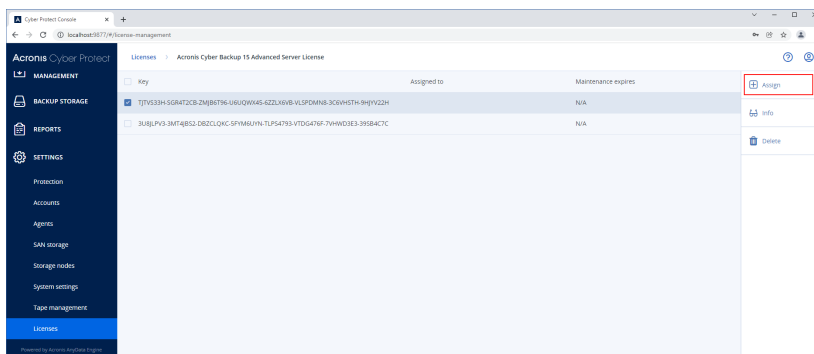 Cyber Protect Console
localhost:9877/#/license-management
Acronis Cyber Protect
Licenses > Acronis Cyber Backup 15 Advanced Server License
MANAGEMENT
BACKUP STORAGE
REPORTS
SETTINGS
Protection
Accounts
Agents
SAN storage
Storage nodes
System settings
Tape management
Licenses
Powered by Acronis AnyData Engine
Key Assigned to Maintenance expires
TJTVS33H-SGR4T2CB-ZMJB6T96-U6UQWX45-6ZZLX6VB-VLSPDMN8-3C6VHSTH-9HJYV22H N/A
3U8JLPV3-3MT4JBS2-DBZCLQKC-5FYM6UYN-TLPS4793-VTDG476F-7VHWD3E3-395B4C7C N/A
Assign
Info
Delete